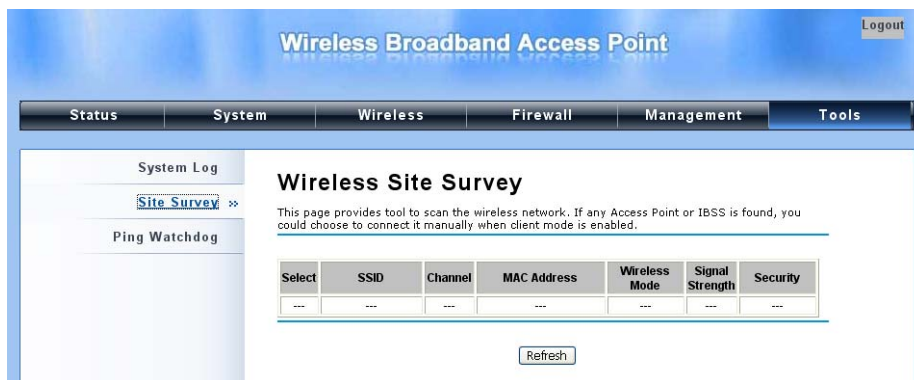 Logout
Wireless Broadband Access Point
Status System Wireless Firewall Management Tools
System Log
Site Survey »
Ping Watchdog
Wireless Site Survey
This page provides tool to scan the wireless network. If any Access Point or IBSS is found, you
could choose to connect it manually when client mode is enabled.
Select SSID Channel MAC Address Wireless Mode Signal Strength Security
--- --- --- --- --- --- ---
Refresh